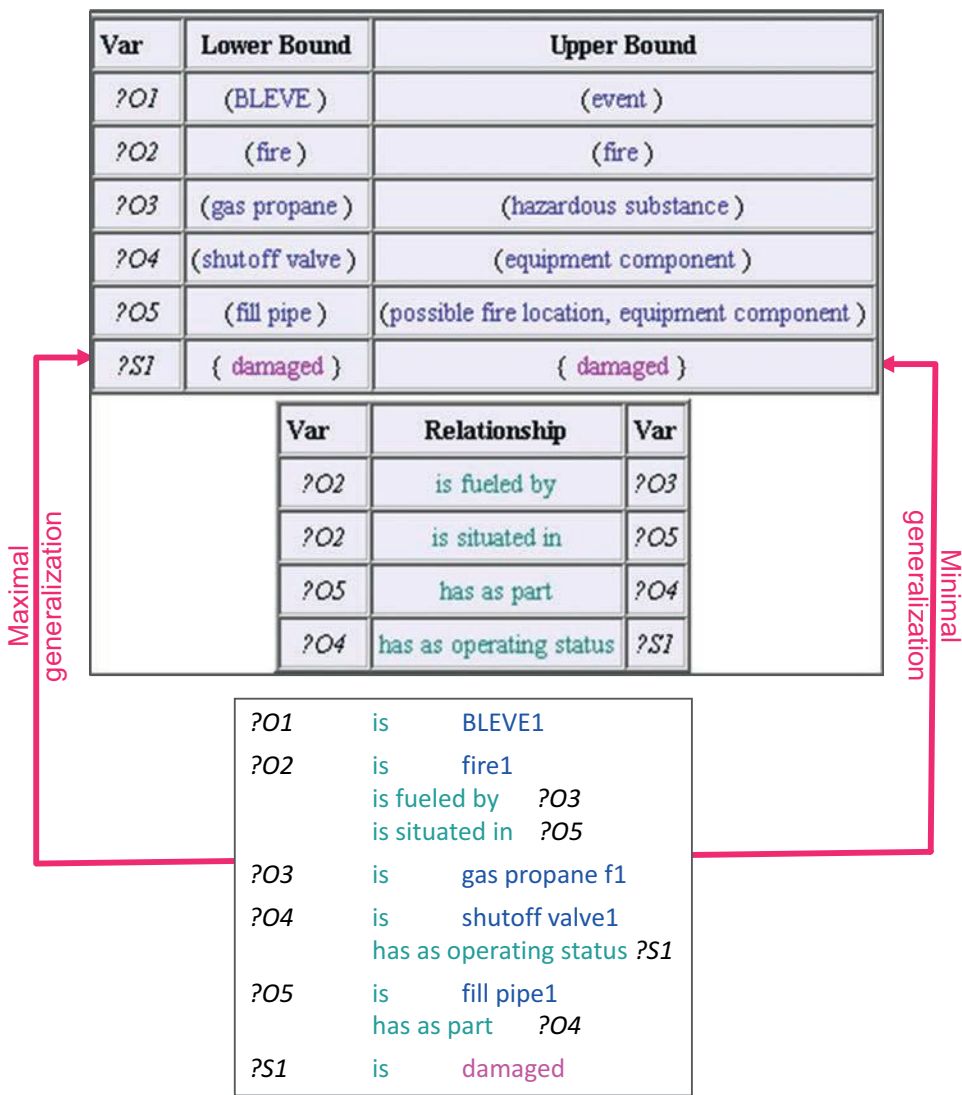 Var Lower Bound Upper Bound
?O1 (BLEVE ) (event )
?O2 (fire ) (fire )
?O3 (gas propane ) (hazardous substance )
?O4 (shutoff valve ) (equipment component )
?O5 (fill pipe ) (possible fire location, equipment component )
?S1 { damaged } { damaged }
Var Relationship Var
?O2 is fueled by ?O3
?O2 is situated in ?O5
?O5 has as part ?O4
?O4 has as operating status ?S1
Maximal
generalization
Minimal
generalization
?O1 is BLEVE1
?O2 is fire1
is fueled by ?O3
is situated in ?O5
?O3 is gas propane f1
?O4 is shutoff valve1
has as operating status ?S1
?O5 is fill pipe1
has as part ?O4
?S1 is damaged